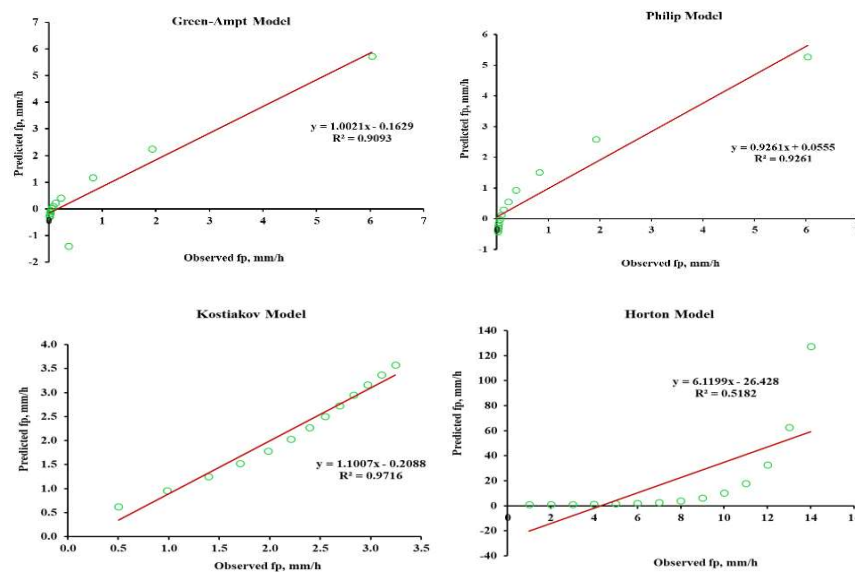 Green-Ampt Model
7
6
5
4
3
2
1
0
-1
-2
Predicted fp, mm/h
y = 1.0021x - 0.1629
R² = 0.9093
0 1 2 3 4 5 6 7
Observed fp, mm/h
Philip Model
7
6
5
4
3
2
1
0
-1
Predicted fp, mm/h
y = 0.9261x + 0.0555
R² = 0.9261
0 1 2 3 4 5 6 7
Observed fp, mm/h
Kostiakov Model
4.0
3.5
3.0
2.5
2.0
1.5
1.0
0.5
0.0
Predicted fp, mm/h
y = 1.1007x - 0.2088
R² = 0.9716
0.0 0.5 1.0 1.5 2.0 2.5 3.0 3.5
Observed fp, mm/h
Horton Model
140
120
100
80
60
40
20
0
-20
-40
Predicted fp, mm/h
y = 6.1199x - 26.428
R² = 0.5182
0 2 4 6 8 10 12 14 16
Observed fp, mm/h